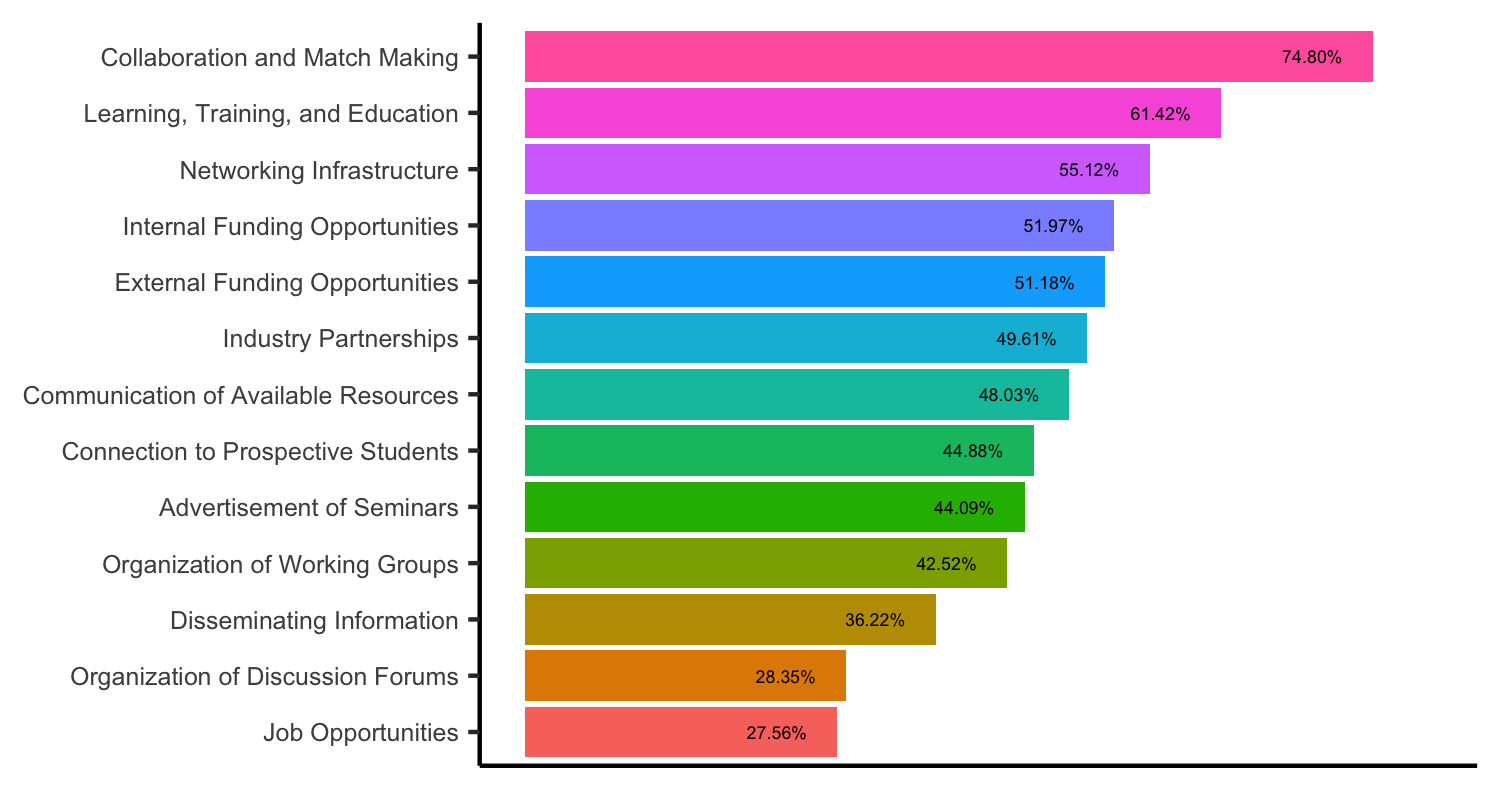 Collaboration and Match Making 74.80%
Learning, Training, and Education 61.42%
Networking Infrastructure 55.12%
Internal Funding Opportunities 51.97%
External Funding Opportunities 51.18%
Industry Partnerships 49.61%
Communication of Available Resources 48.03%
Connection to Prospective Students 44.88%
Advertisement of Seminars 44.09%
Organization of Working Groups 42.52%
Disseminating Information 36.22%
Organization of Discussion Forums 28.35%
Job Opportunities 27.56%